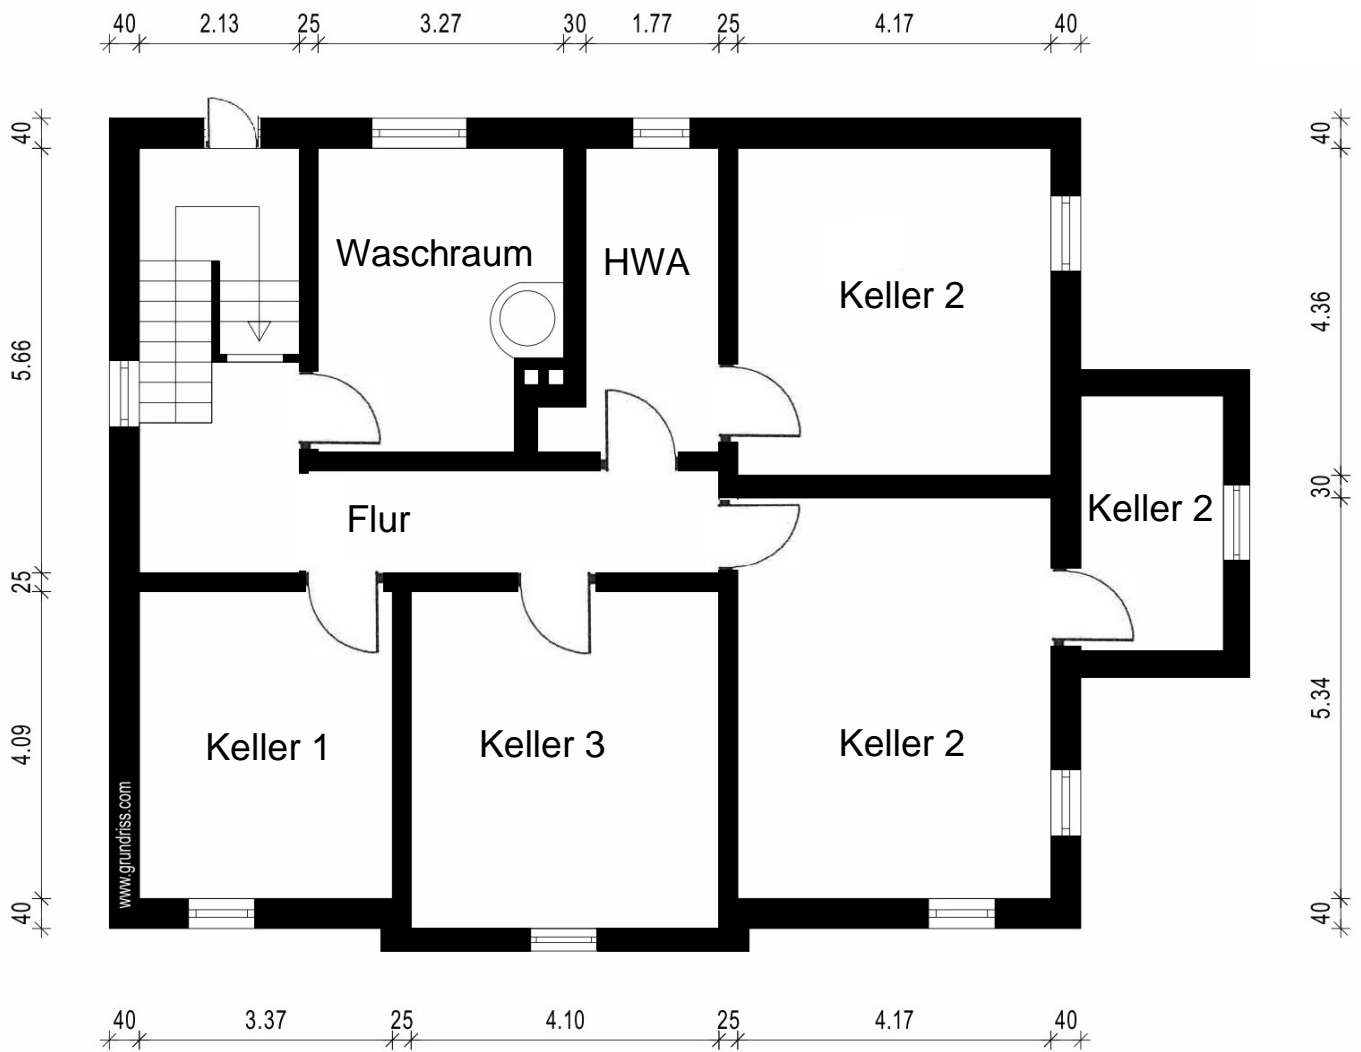 40 2.13 25 3.27 30 1.77 25 4.17 40
40
40
Waschraum
HWA
Keller 2
4.36
5.66
Keller 2
30
Flur
25
5.34
Keller 1
Keller 3
Keller 2
4.09
www.grundriss.com
40
40
40 3.37 25 4.10 25 4.17 40